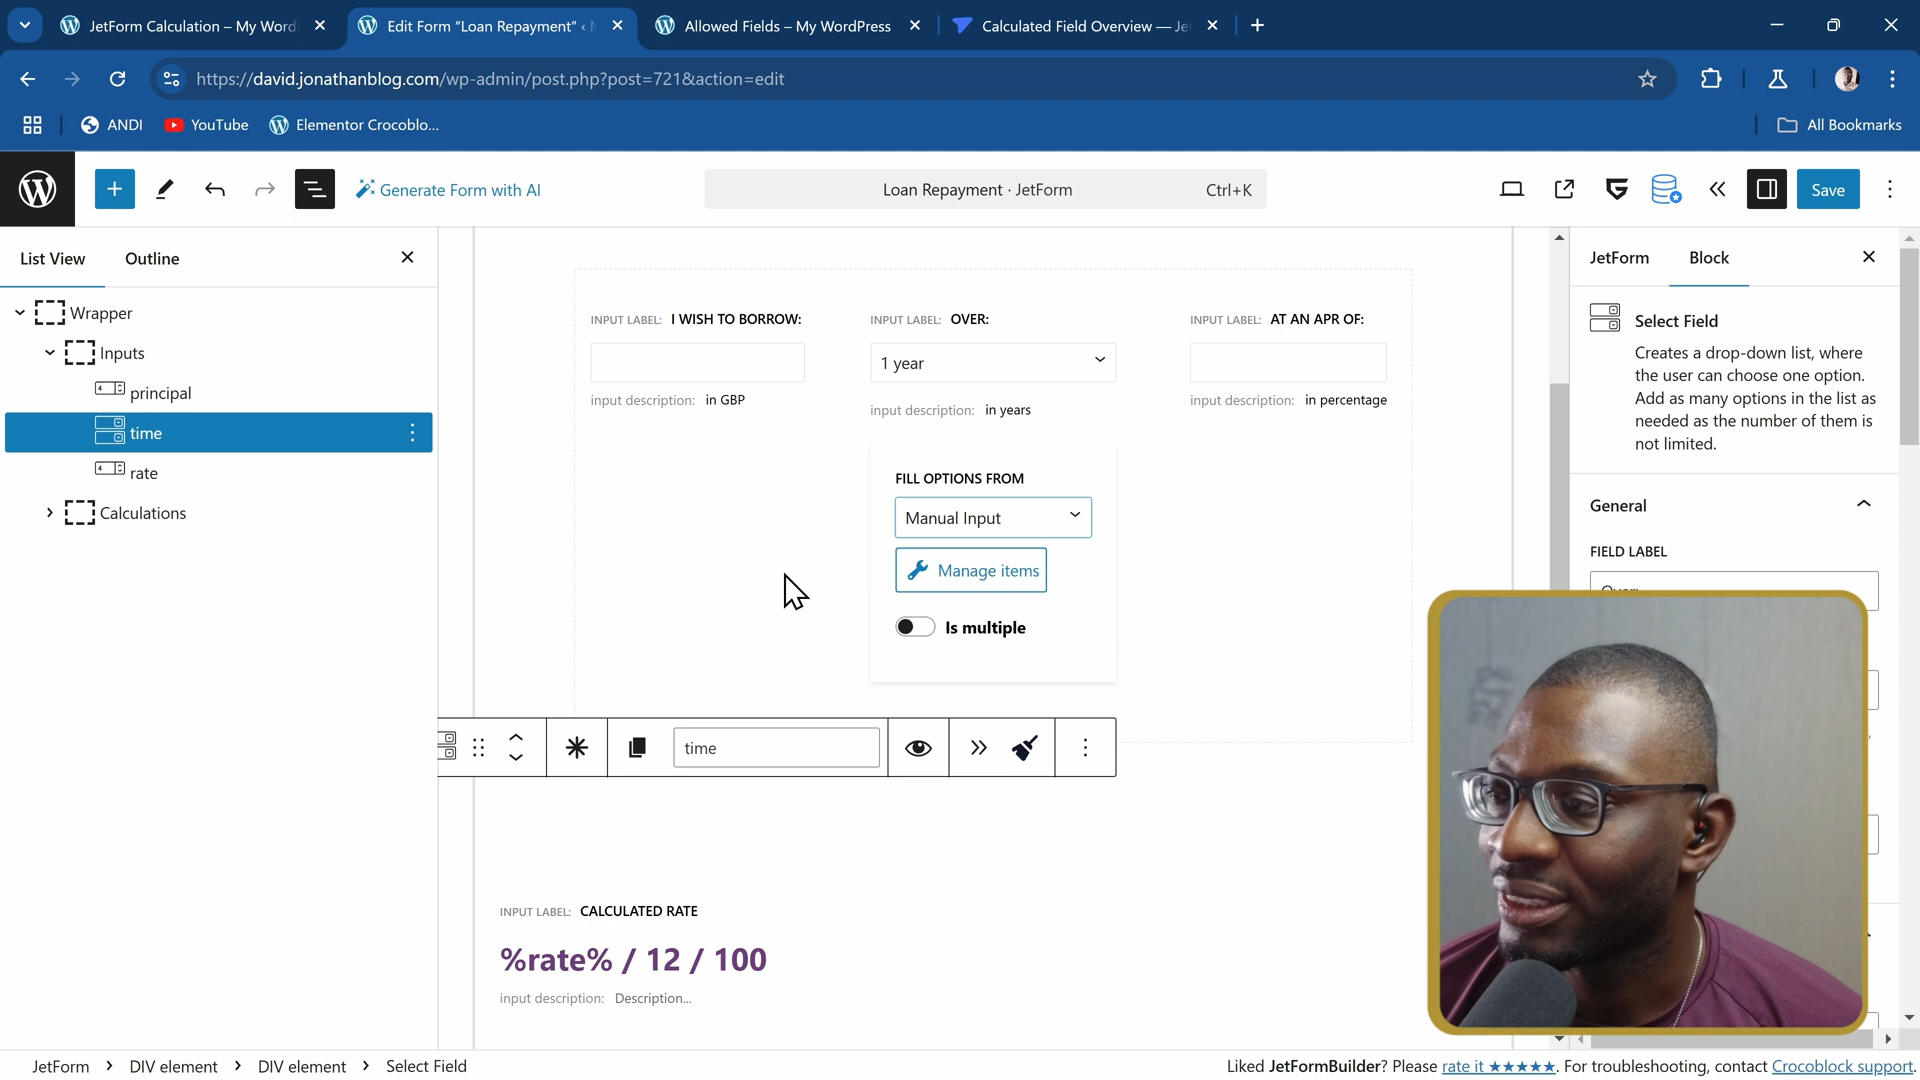 JetForm Calculation – My Word
Edit Form “Loan Repayment” ‹
Allowed Fields – My WordPress
Calculated Field Overview — Je
https://david.jonathanblog.com/wp-admin/post.php?post=721&action=edit
ANDI
YouTube
Elementor Crocoblo...
All Bookmarks
Generate Form with AI
Loan Repayment · JetForm
Ctrl+K
Save
List View
Outline
JetForm
Block
Wrapper
Inputs
principal
time
rate
Calculations
INPUT LABEL: I WISH TO BORROW:
input description: in GBP
INPUT LABEL: OVER:
1 year
input description: in years
INPUT LABEL: AT AN APR OF:
input description: in percentage
FILL OPTIONS FROM
Manual Input
Manage items
Is multiple
time
INPUT LABEL: CALCULATED RATE
%rate% / 12 / 100
input description: Description...
Select Field
Creates a drop-down list, where
the user can choose one option.
Add as many options in the list as
needed as the number of them is
not limited.
General
FIELD LABEL
JetForm
DIV element
DIV element
Select Field
Liked JetFormBuilder? Please rate it ★★★★★. For troubleshooting, contact Crocoblock support.